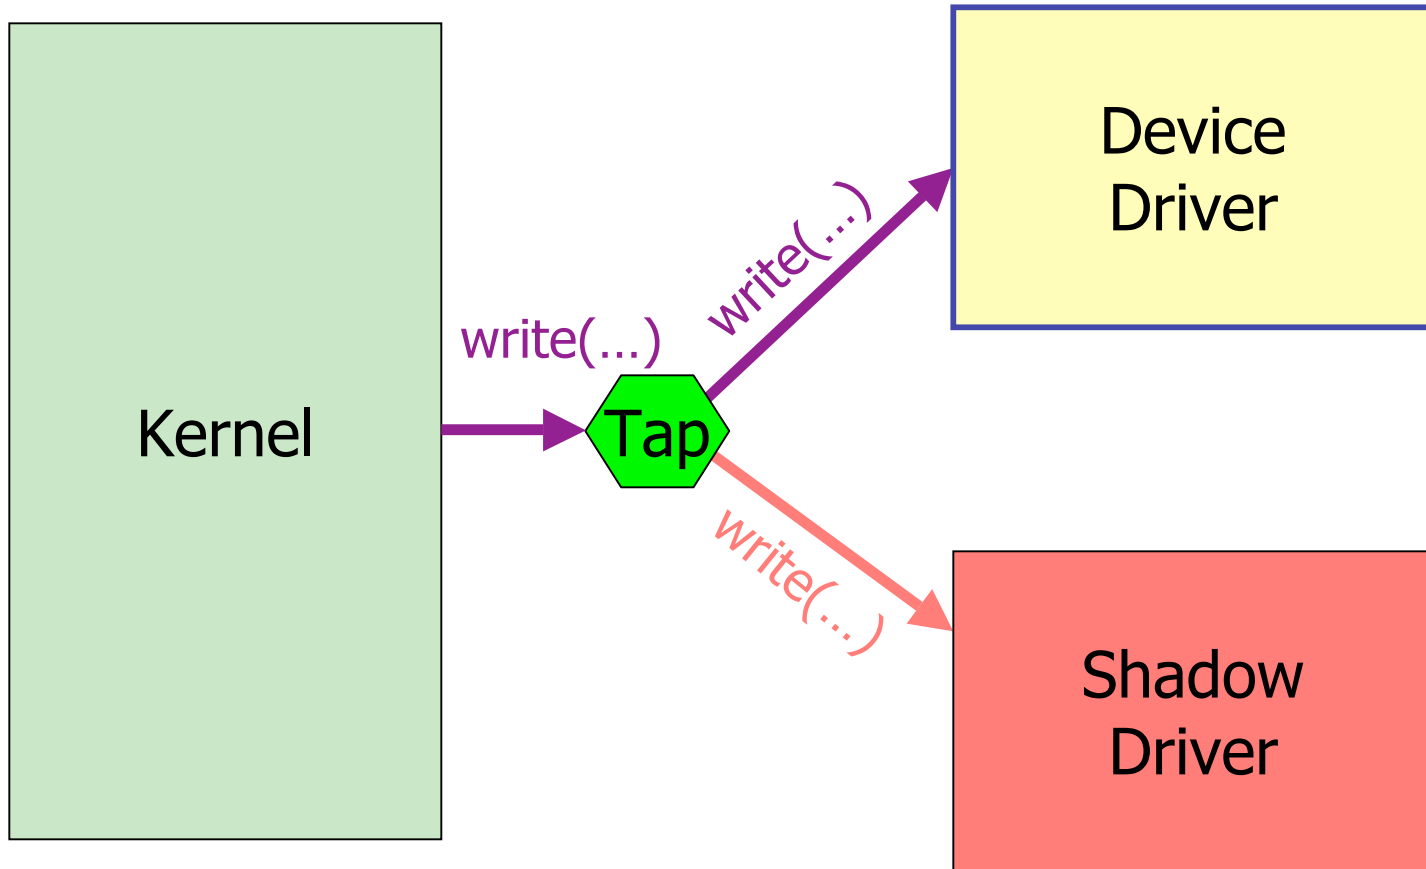 Device
Driver
write(...)
write(...)
Kernel
Tap
write(... )
Shadow
Driver